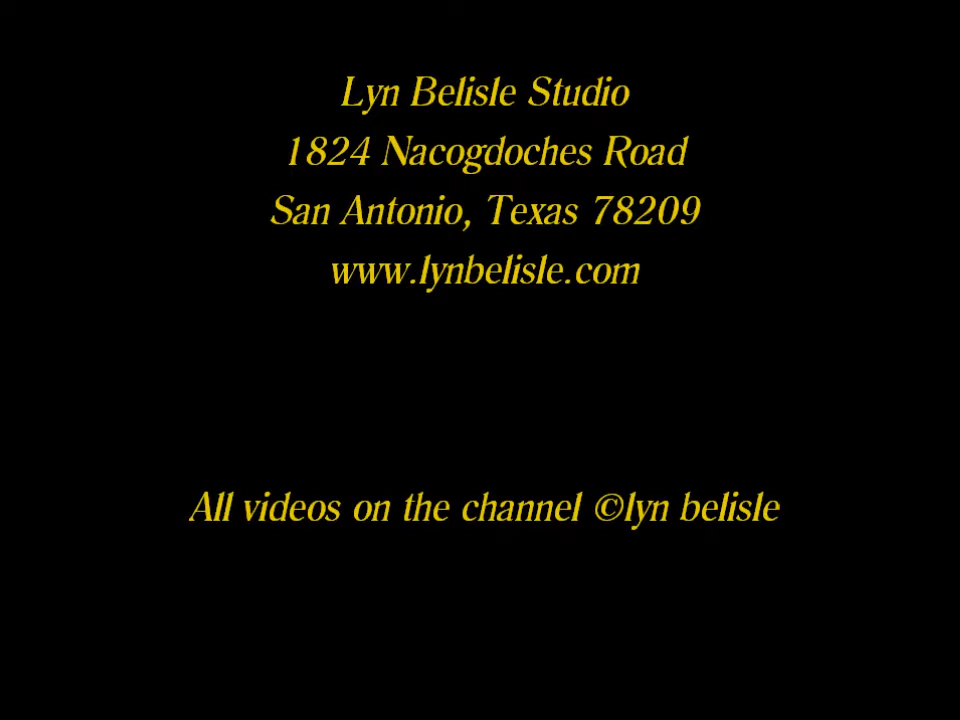 Lyn Belisle Studio
1824 Nacogdoches Road
San Antonio, Texas 78209
www.lynbelisle.com
All videos on the channel ©lyn belisle